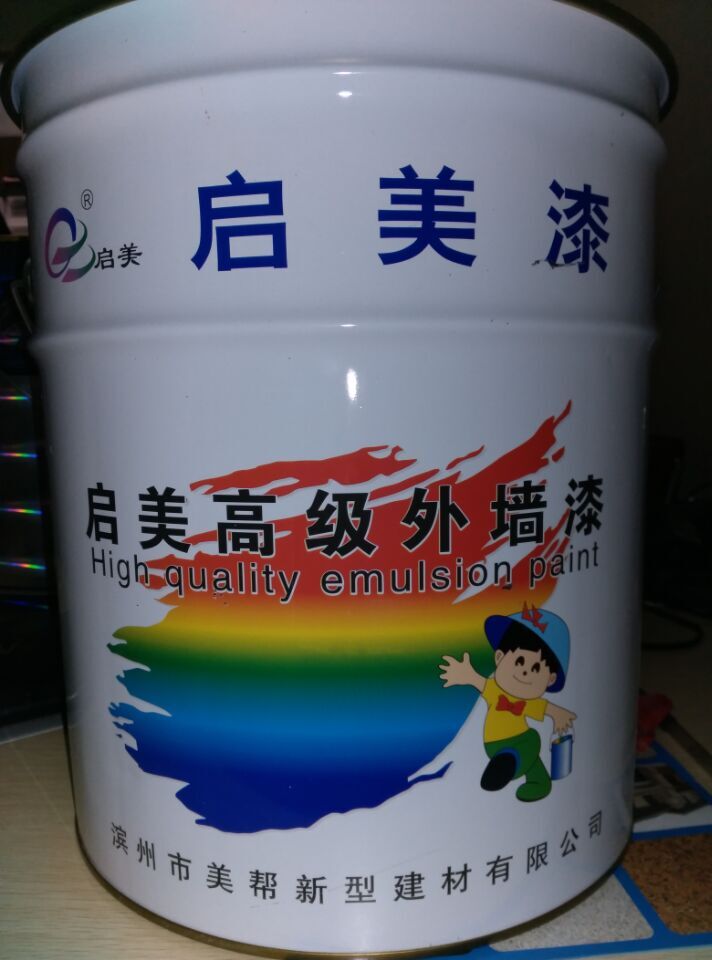 ® 启美
启美漆
启美高级外墙漆
High quality emulsion paint
滨州市美帮新型建材有限公司